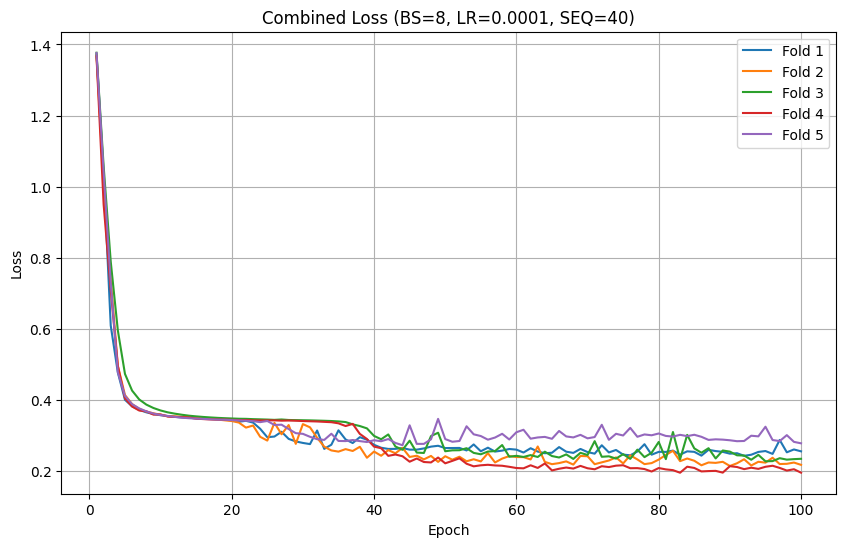 Combined Loss (BS=8, LR=0.0001, SEQ=40)
Fold 1
Fold 2
Fold 3
Fold 4
Fold 5
Loss
1.4
1.2
1.0
0.8
0.6
0.4
0.2
0 20 40 60 80 100
Epoch